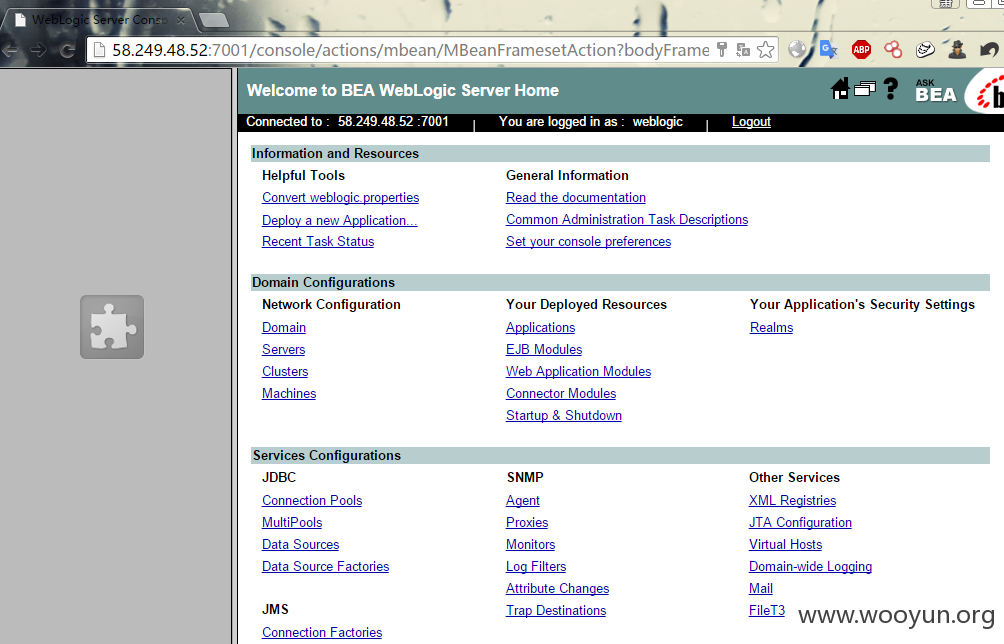 WebLogic Server Conso
58.249.48.52:7001/console/actions/mbean/MBeanFramesetAction?bodyFrame
ABP
Welcome to BEA WebLogic Server Home
?
ASK
BEA
Connected to : 58.249.48.52 :7001 | You are logged in as : weblogic | Logout
Information and Resources
Helpful Tools
Convert weblogic.properties
Deploy a new Application...
Recent Task Status
General Information
Read the documentation
Common Administration Task Descriptions
Set your console preferences
Domain Configurations
Network Configuration
Domain
Servers
Clusters
Machines
Your Deployed Resources
Applications
EJB Modules
Web Application Modules
Connector Modules
Startup & Shutdown
Your Application's Security Settings
Realms
Services Configurations
JDBC
Connection Pools
MultiPools
Data Sources
Data Source Factories
JMS
Connection Factories
SNMP
Agent
Proxies
Monitors
Log Filters
Attribute Changes
Trap Destinations
Other Services
XML Registries
JTA Configuration
Virtual Hosts
Domain-wide Logging
Mail
FileT3
www.wooyun.org